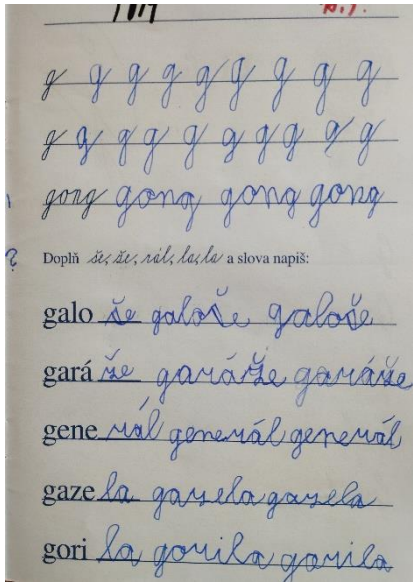 g g g g g g g g g
g g g g g g g g g g
gong gong gong gong
? Doplň še, že, rál, la, la a slova napiš:
galo še galoše galoše
gará že garáže garáže
gene rál generál generál
gaze la gazela gazela
gori la gorila gorila